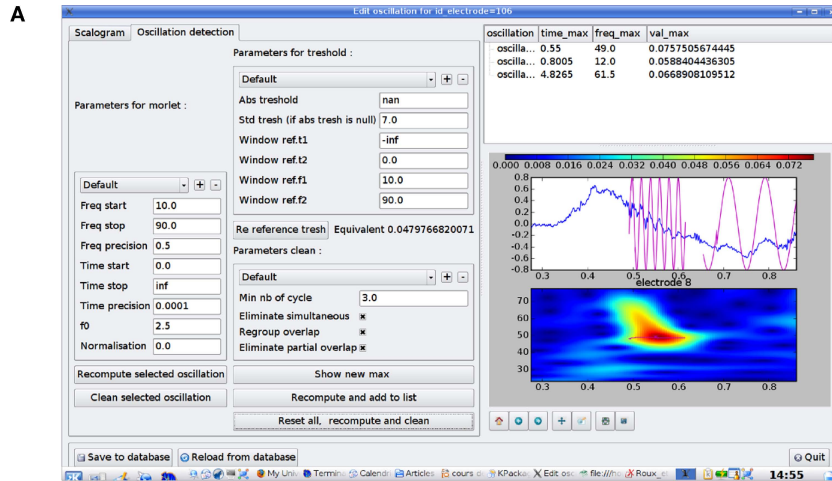 A
Edit oscillation for id_electrode=106
Scalogram Oscillation detection
Parameters for treshold :
Default + -
Parameters for morlet :
Abs treshold nan
Std tresh (if abs tresh is null) 7.0
Window ref.t1 -inf
Window ref.t2 0.0
Window ref.f1 10.0
Window ref.f2 90.0
Default + -
Freq start 10.0
Freq stop 90.0
Freq precision 0.5
Time start 0.0
Time stop inf
Time precision 0.0001
f0 2.5
Normalisation 0.0
Re reference tresh Equivalent 0.0479766820071
Parameters clean :
Default + -
Min nb of cycle 3.0
Eliminate simultaneous
Regroup overlap
Eliminate partial overlap
Recompute selected oscillation Show new max
Clean selected oscillation Recompute and add to list
Reset all, recompute and clean
oscillation time_max freq_max val_max
oscilla... 0.55 49.0 0.0757505674445
oscilla... 0.8005 12.0 0.0588404436305
oscilla... 4.8265 61.5 0.0668908109512
0.000 0.008 0.016 0.024 0.032 0.040 0.048 0.056 0.064 0.072
0.8
0.6
0.4
0.2
0.0
-0.2
-0.4
-0.6
-0.8
0.3 0.4 0.5 0.6 0.7 0.8
electrode 8
70
60
50
40
30
0.3 0.4 0.5 0.6 0.7 0.8
Save to database Reload from database Quit
My Univ Termina Calendri Articles cours d KPacka Edit osc file:///h Roux_e 14:55